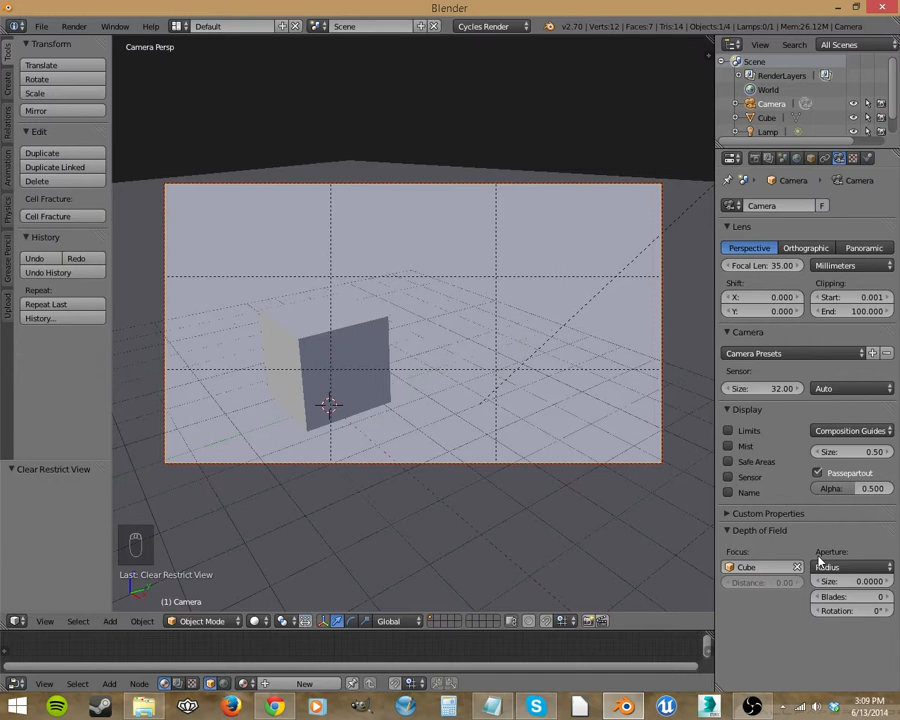 Blender
File Render Window Help Default Scene Cycles Render v2.70 | Verts:12 | Faces:7 | Tris:14 | Objects:1/4 | Lamps:0/1 | Mem:26.12M | Camera
Tools
Create
Relations
Animation
Physics
Grease Pencil
Upload
Transform
Translate
Rotate
Scale
Mirror
Edit
Duplicate
Duplicate Linked
Delete
Cell Fracture:
Cell Fracture
History
Undo Redo
Undo History
Repeat:
Repeat Last
History...
Clear Restrict View
Camera Persp
Last: Clear Restrict View
(1) Camera
View Select Add Object Object Mode Global
View Select Add Node New
View Search All Scenes
Scene
RenderLayers
World
Camera
Cube
Lamp
Camera Camera
Camera F
Lens
Perspective Orthographic Panoramic
Focal Len: 35.00 Millimeters
Shift: Clipping:
X: 0.000 Start: 0.001
Y: 0.000 End: 100.000
Camera
Camera Presets
Sensor:
Size: 32.00 Auto
Display
Limits Composition Guides
Mist Size: 0.50
Safe Areas Passepartout
Sensor Alpha: 0.500
Name
Custom Properties
Depth of Field
Focus: Aperture:
Cube Radius
Distance: 0.00 Size: 0.0000
Blades: 0
Rotation: 0°
3:09 PM
6/13/2014